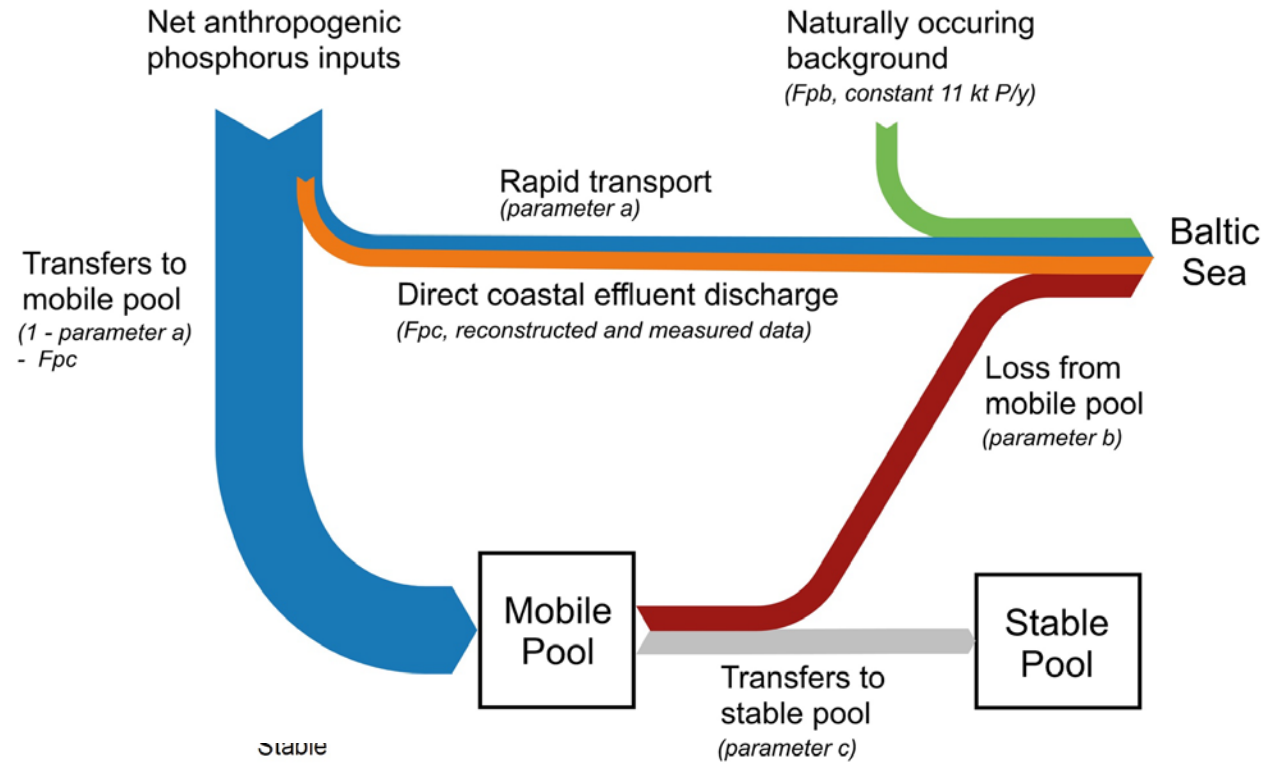 Net anthropogenic
phosphorus inputs
Naturally occuring
background
(Fpb, constant 11 kt P/y)
Rapid transport
(parameter a)
Baltic
Sea
Transfers to
mobile pool
(1 - parameter a)
- Fpc
Direct coastal effluent discharge
(Fpc, reconstructed and measured data)
Loss from
mobile pool
(parameter b)
Mobile
Pool
Stable
Pool
Transfers to
stable pool
(parameter c)
Stable